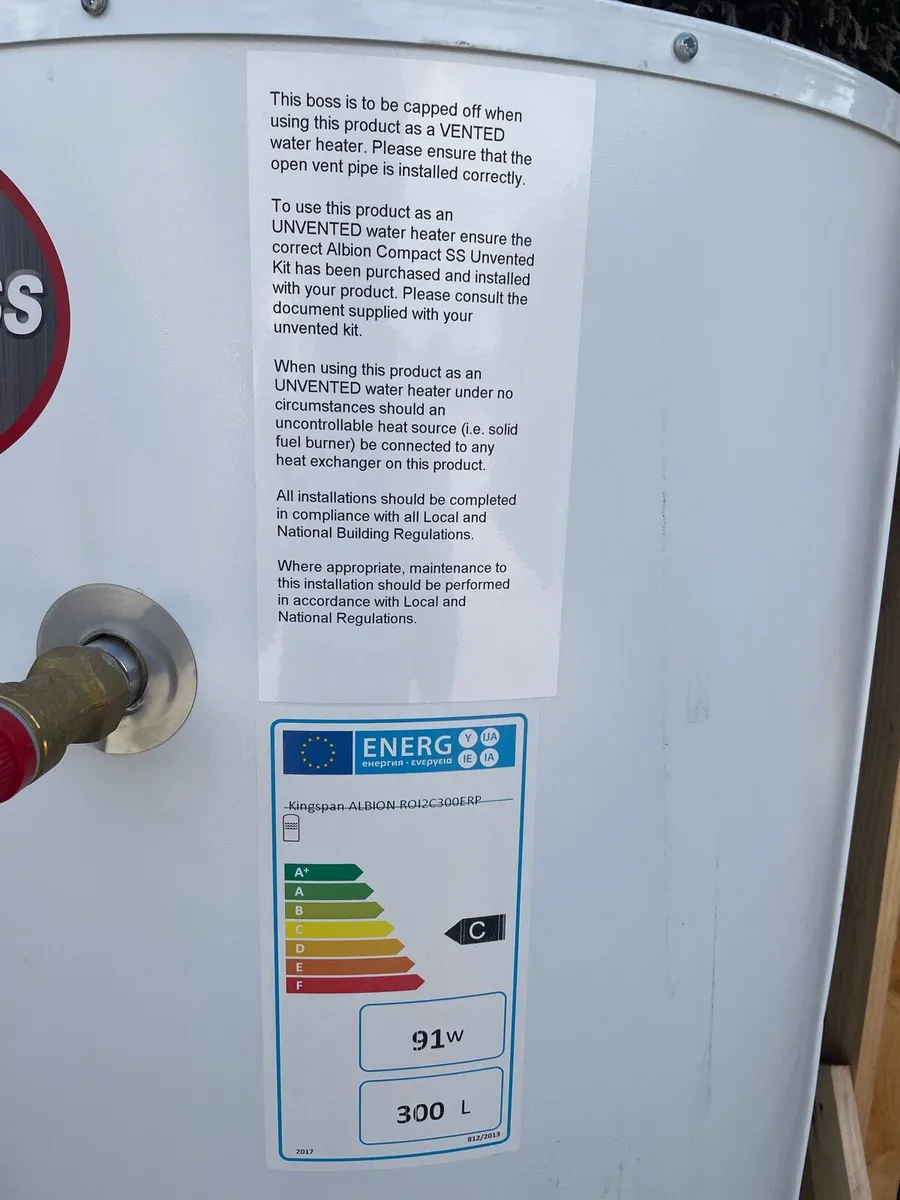 This boss is to be capped off when
using this product as a VENTED
water heater. Please ensure that the
open vent pipe is installed correctly.
To use this product as an
UNVENTED water heater ensure the
correct Albion Compact SS Unvented
Kit has been purchased and installed
with your product. Please consult the
document supplied with your
unvented kit.
When using this product as an
UNVENTED water heater under no
circumstances should an
uncontrollable heat source (i.e. solid
fuel burner) be connected to any
heat exchanger on this product.
All installations should be completed
in compliance with all Local and
National Building Regulations.
Where appropriate, maintenance to
this installation should be performed
in accordance with Local and
National Regulations.
SS
ENERG Y IJA
енергия · ενεργεια IE IA
Kingspan ALBION ROI2C300ERP
A+
A
B
C
C
D
E
F
91W
300 L
2017
812/2013